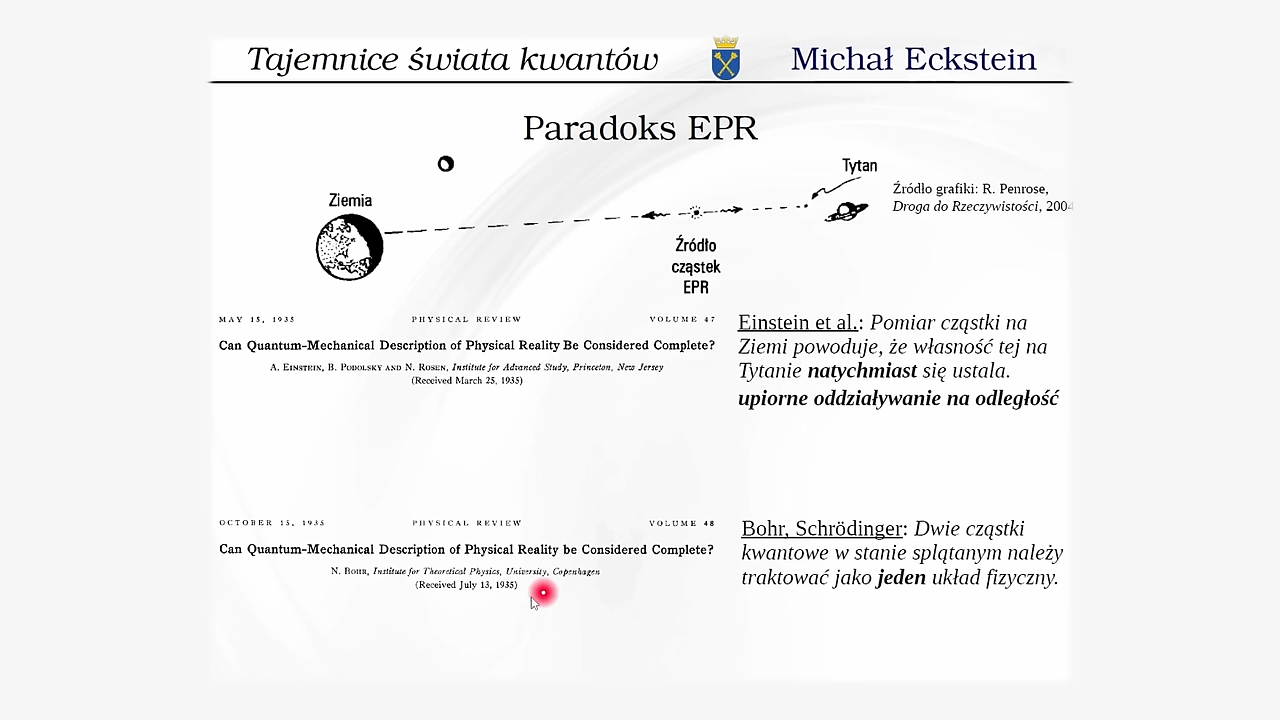 Tajemnice świata kwantów
Michał Eckstein
Paradoks EPR
Tytan
Źródło grafiki: R. Penrose,
Droga do Rzeczywistości, 2004
Ziemia
Źródło
cząstek
EPR
MAY 15, 1935 PHYSICAL REVIEW VOLUME 47
Can Quantum-Mechanical Description of Physical Reality Be Considered Complete?
A. EINSTEIN, B. PODOLSKY AND N. ROSEN, Institute for Advanced Study, Princeton, New Jersey
(Received March 25, 1935)
Einstein et al.: Pomiar cząstki na
Ziemi powoduje, że własność tej na
Tytanie natychmiast się ustala.
upiorne oddziaływanie na odległość
OCTOBER 15, 1935 PHYSICAL REVIEW VOLUME 48
Can Quantum-Mechanical Description of Physical Reality be Considered Complete?
N. BOHR, Institute for Theoretical Physics, University, Copenhagen
(Received July 13, 1935)
Bohr, Schrödinger: Dwie cząstki
kwantowe w stanie splątanym należy
traktować jako jeden układ fizyczny.